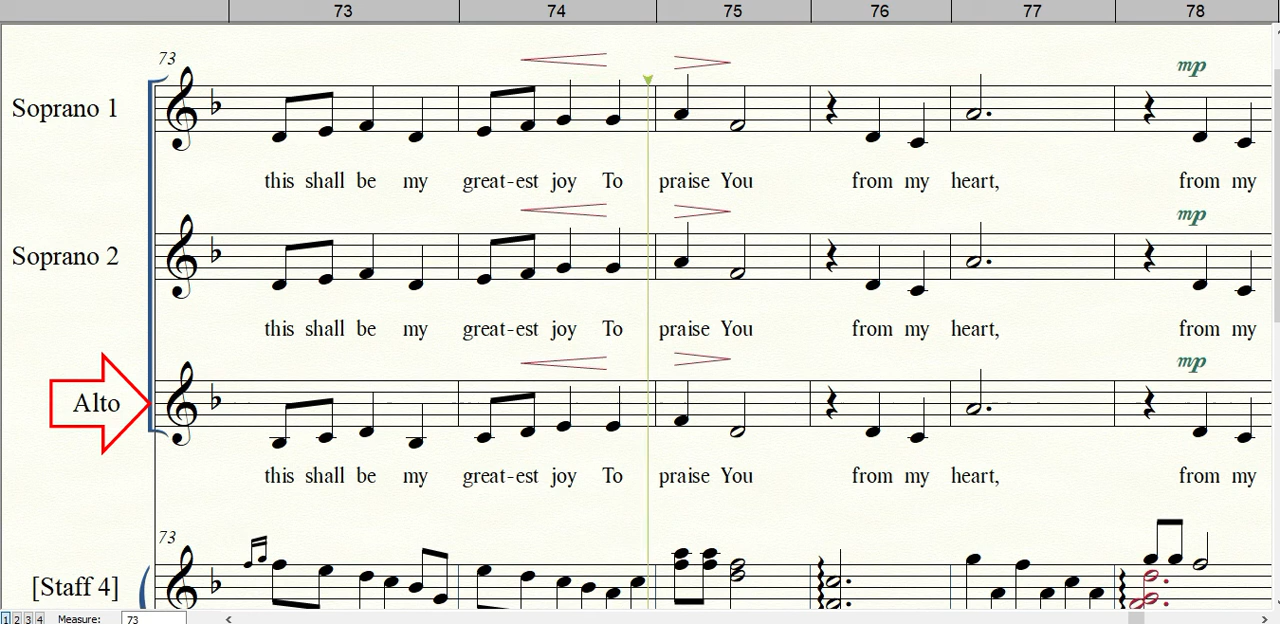 73 74 75 76 77 78
73
mp
Soprano 1
this shall be my great-est joy To praise You from my heart, from my
mp
Soprano 2
this shall be my great-est joy To praise You from my heart, from my
mp
Alto
this shall be my great-est joy To praise You from my heart, from my
73
[Staff 4]
1 2 3 4 Measure: 73